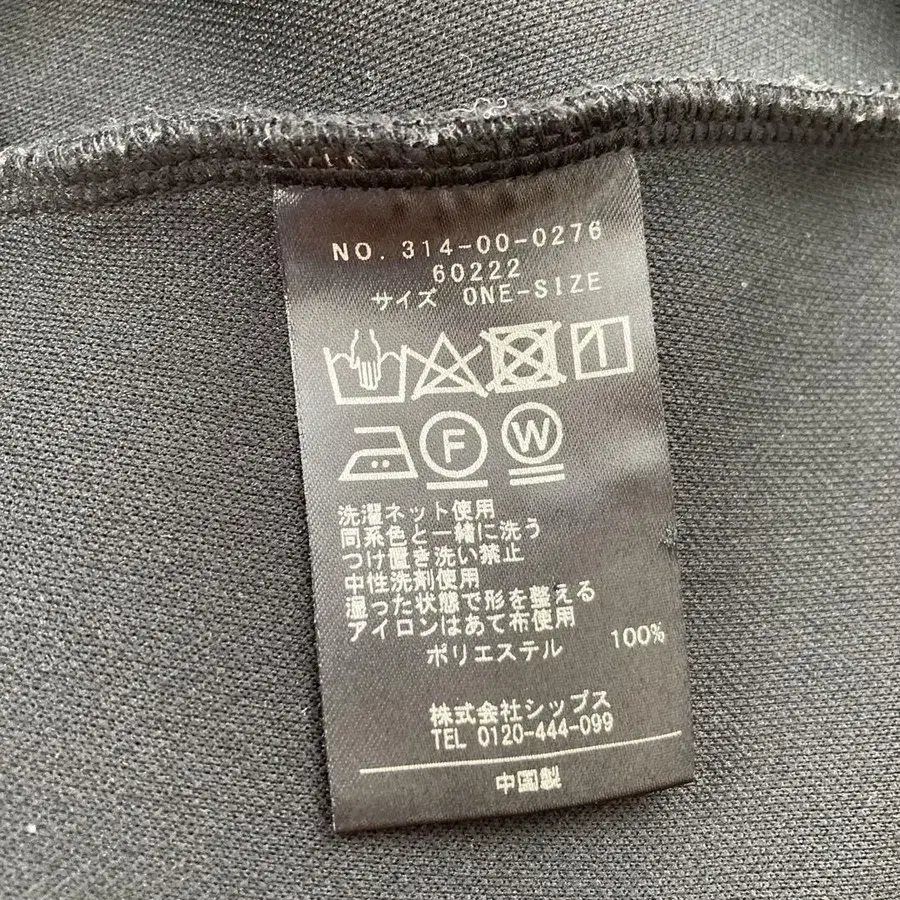 NO. 314-00-0276
60222
サイズ ONE-SIZE
F W
洗濯ネット使用
同系色と一緒に洗う
つけ置き洗い禁止
中性洗剤使用
湿った状態で形を整える
アイロンはあて布使用
ポリエステル 100%
株式会社シップス
TEL 0120-444-099
中国製